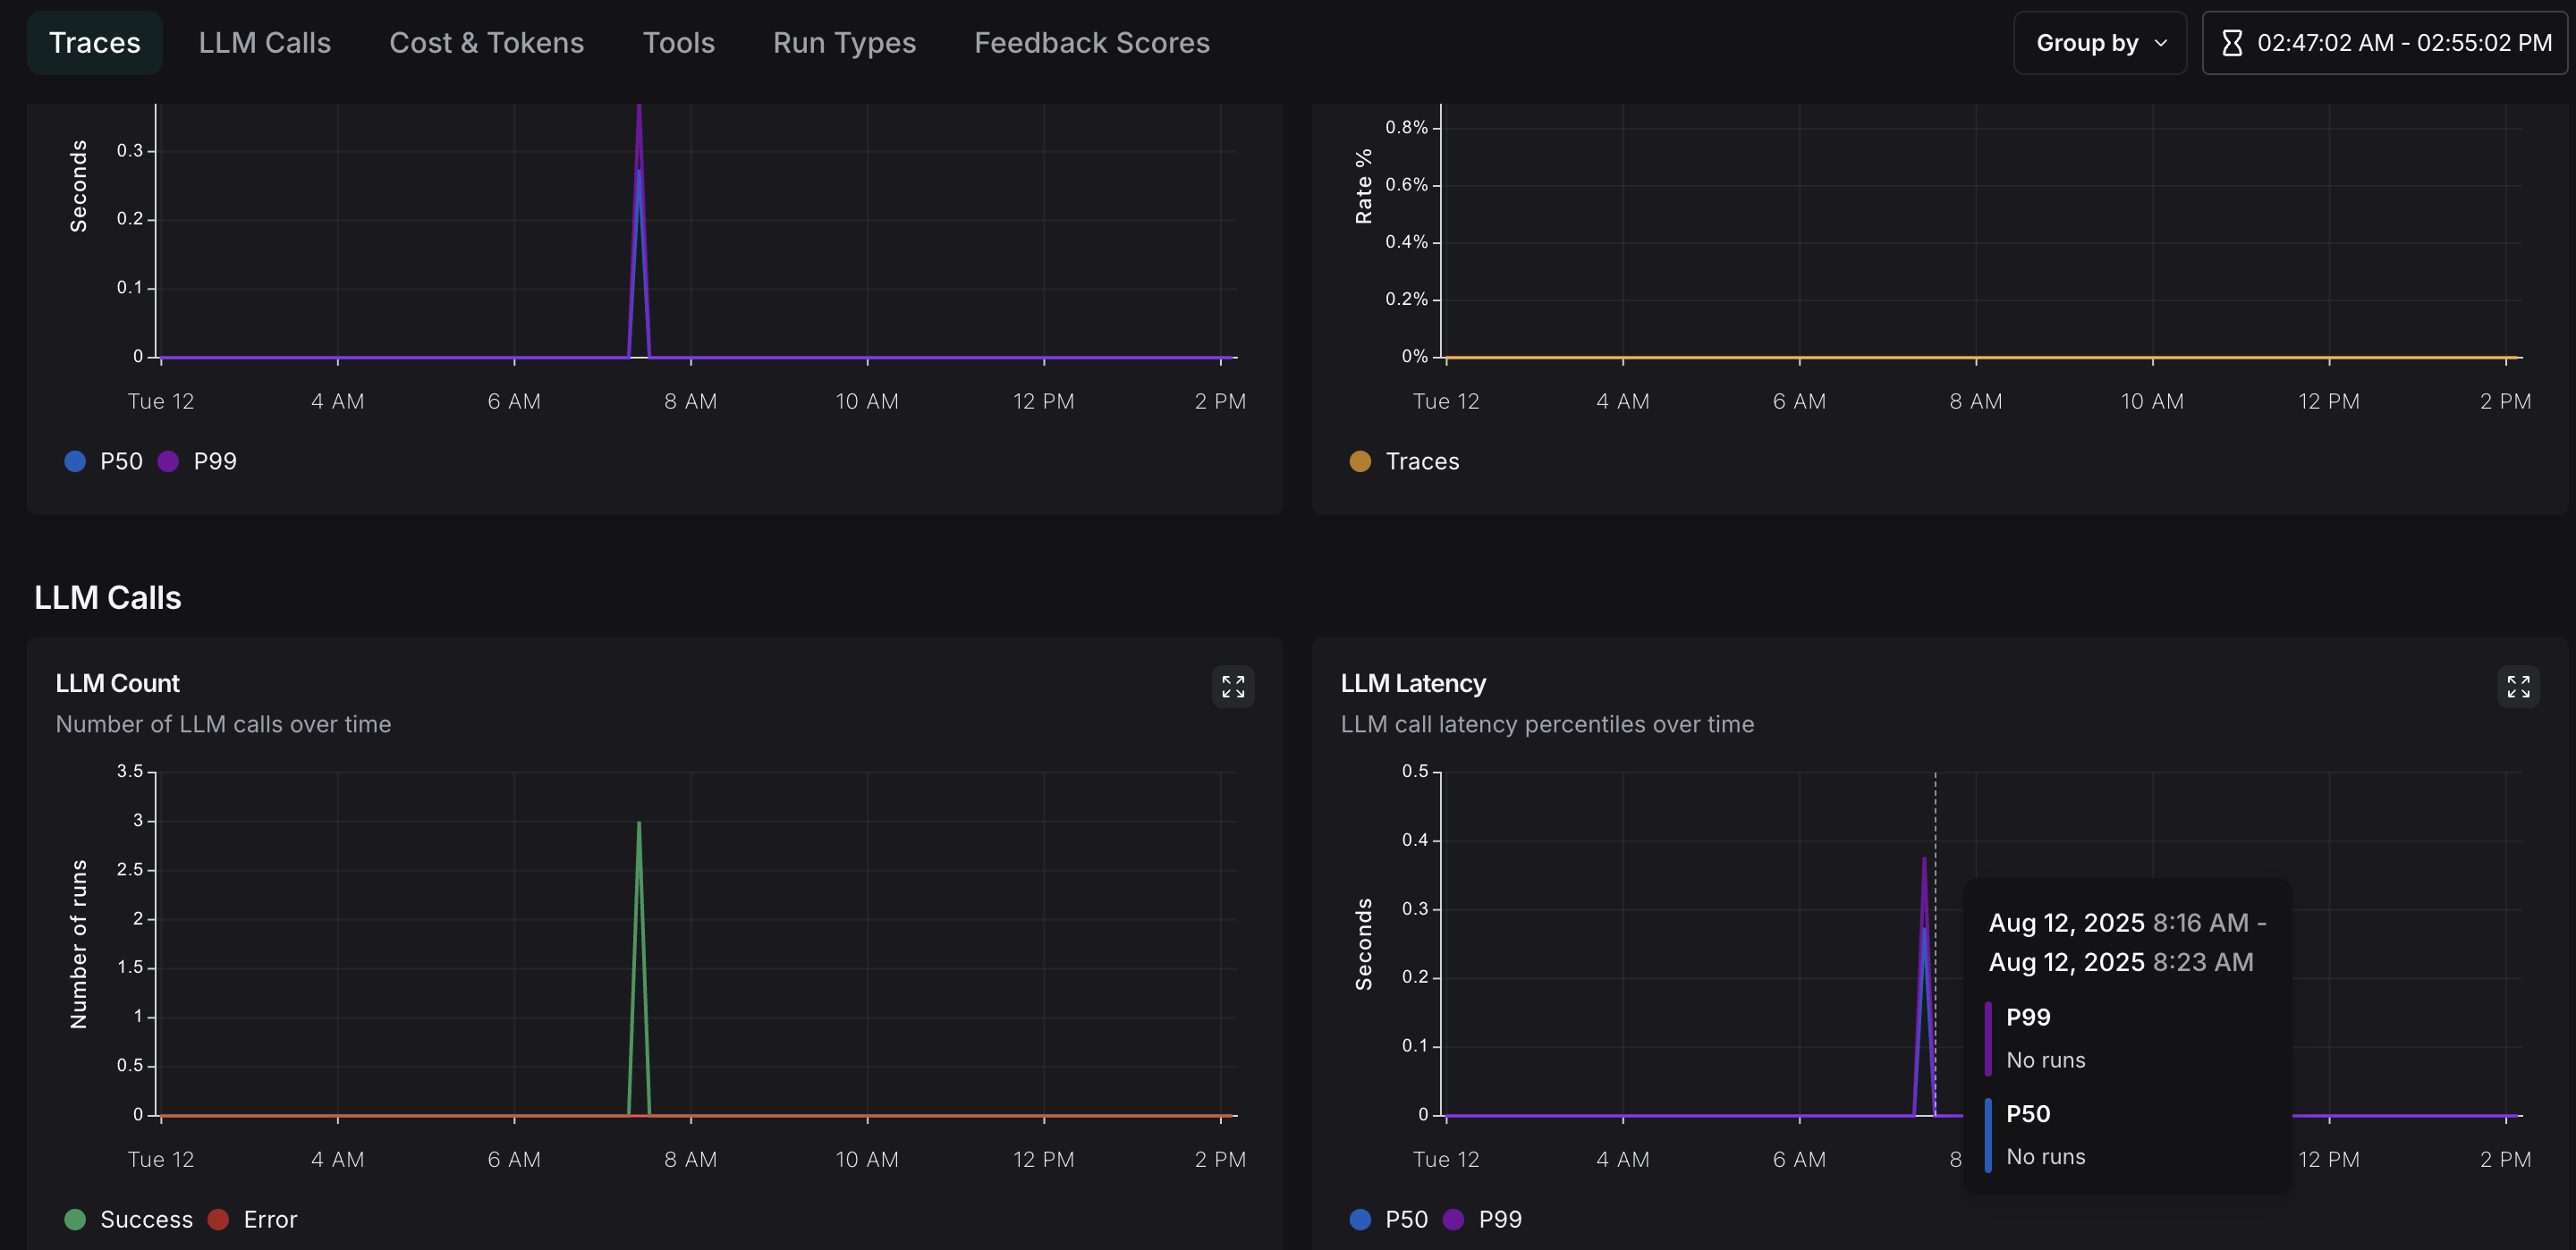 Traces LLM Calls Cost & Tokens Tools Run Types Feedback Scores Group by 02:47:02 AM - 02:55:02 PM
Seconds
0.3
0.2
0.1
0
Tue 12 4 AM 6 AM 8 AM 10 AM 12 PM 2 PM
P50 P99
Rate %
0.8%
0.6%
0.4%
0.2%
0%
Tue 12 4 AM 6 AM 8 AM 10 AM 12 PM 2 PM
Traces
LLM Calls
LLM Count
Number of LLM calls over time
Number of runs
3.5
3
2.5
2
1.5
1
0.5
0
Tue 12 4 AM 6 AM 8 AM 10 AM 12 PM 2 PM
Success Error
LLM Latency
LLM call latency percentiles over time
Seconds
0.5
0.4
0.3
0.2
0.1
0
Tue 12 4 AM 6 AM 8 12 PM 2 PM
Aug 12, 2025 8:16 AM -
Aug 12, 2025 8:23 AM
P99
No runs
P50
No runs
P50 P99